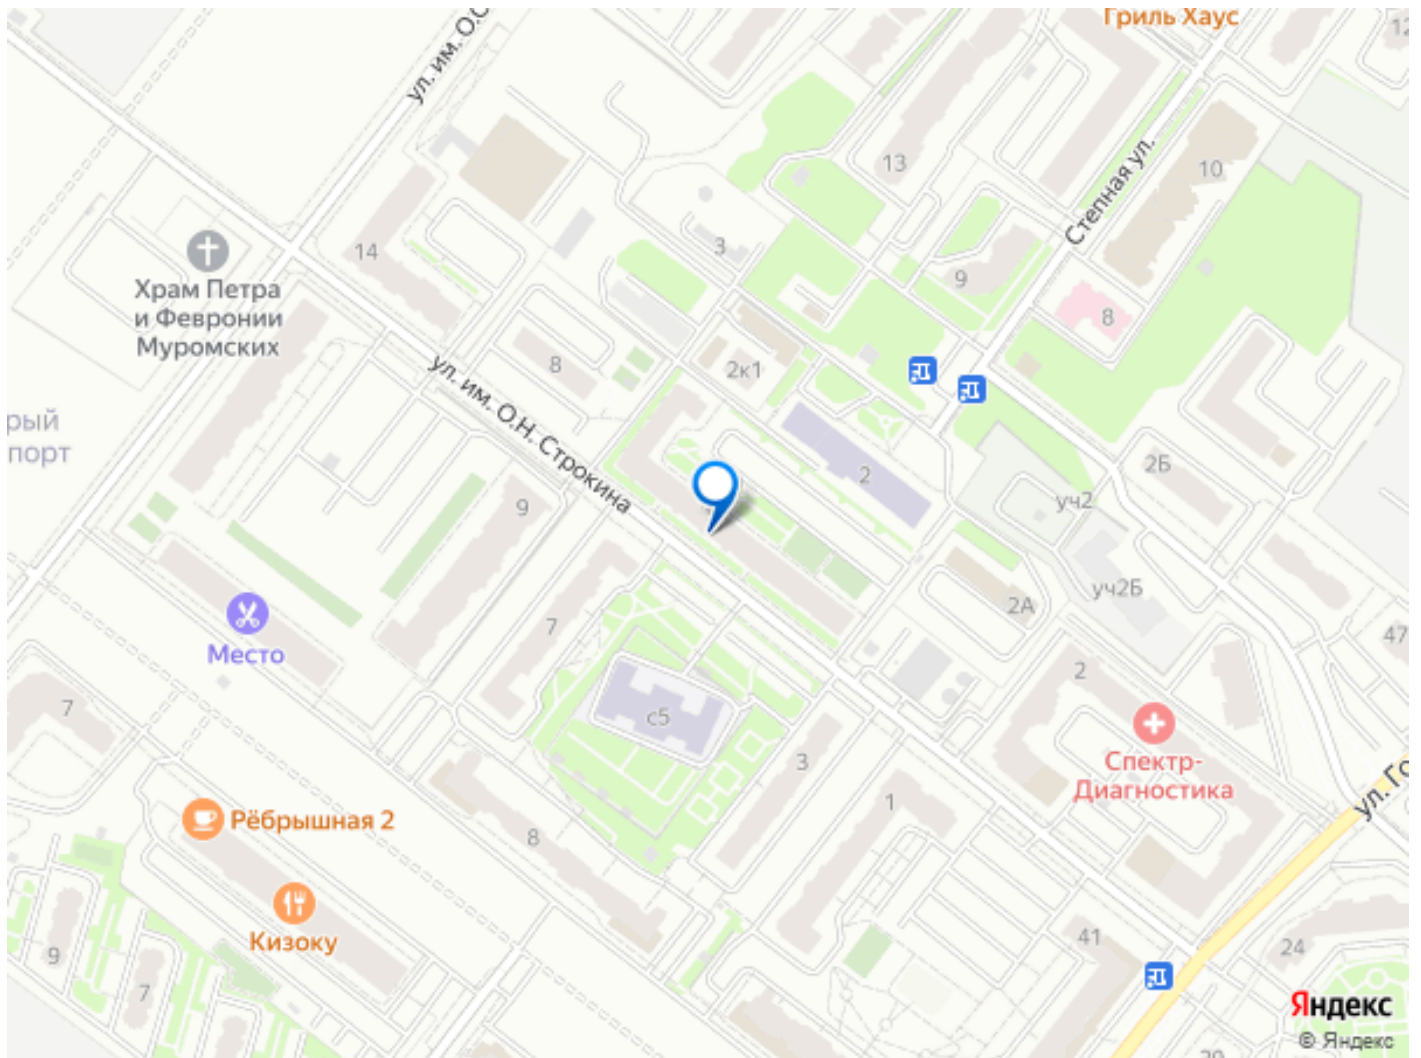 Гриль Хаус
12
ул. им. О.С
13
10
Степная ул.
14
3
9
Храм Петра
и Февронии
Муромских
8
8
2к1
ул. им. О.Н. Строкина
рый
порт
2
2Б
уч2
9
уч2Б
2А
7
47
Место
2
7
с5
Спектр-
Диагностика
3
1
ул. Го
Рёбрышная 2
8
Кизоку
41
24
9
7
Яндекс
© Яндекс